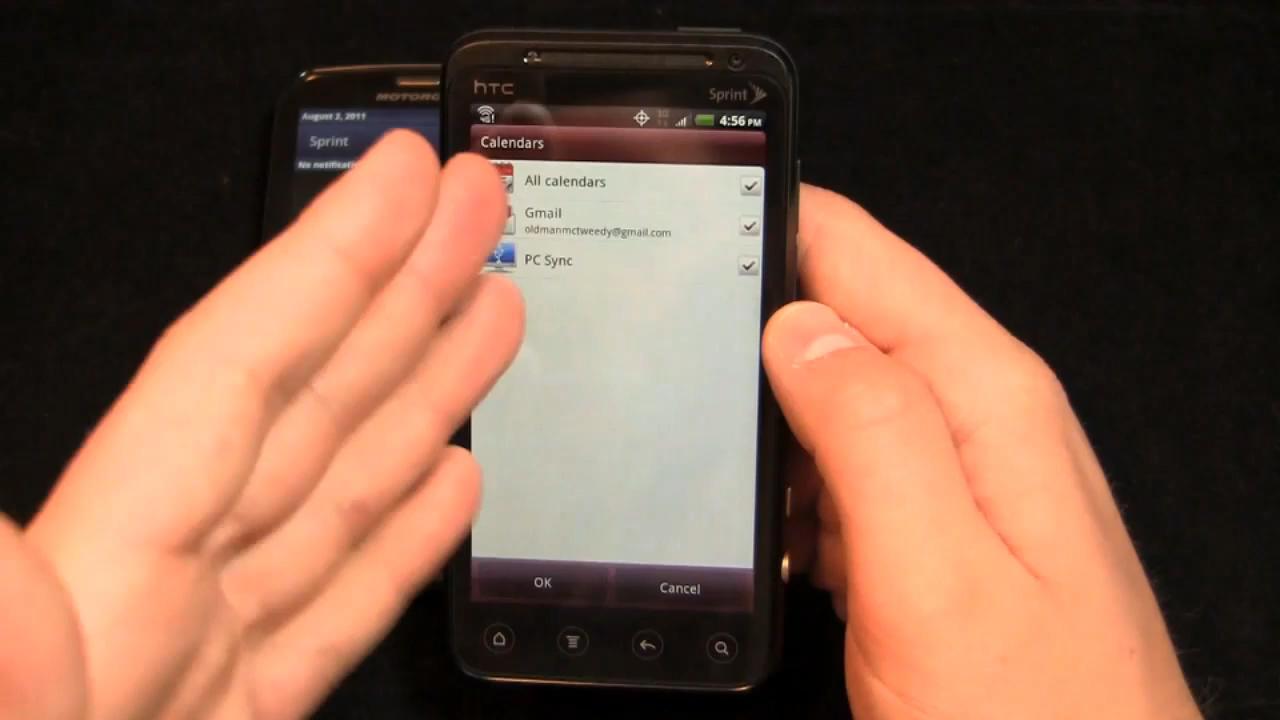 MOTORO
August 2, 2011
Sprint
No notificati
hTC
Sprint
4:56 PM
Calendars
All calendars
Gmail
oldmanmctweedy@gmail.com
PC Sync
OK
Cancel